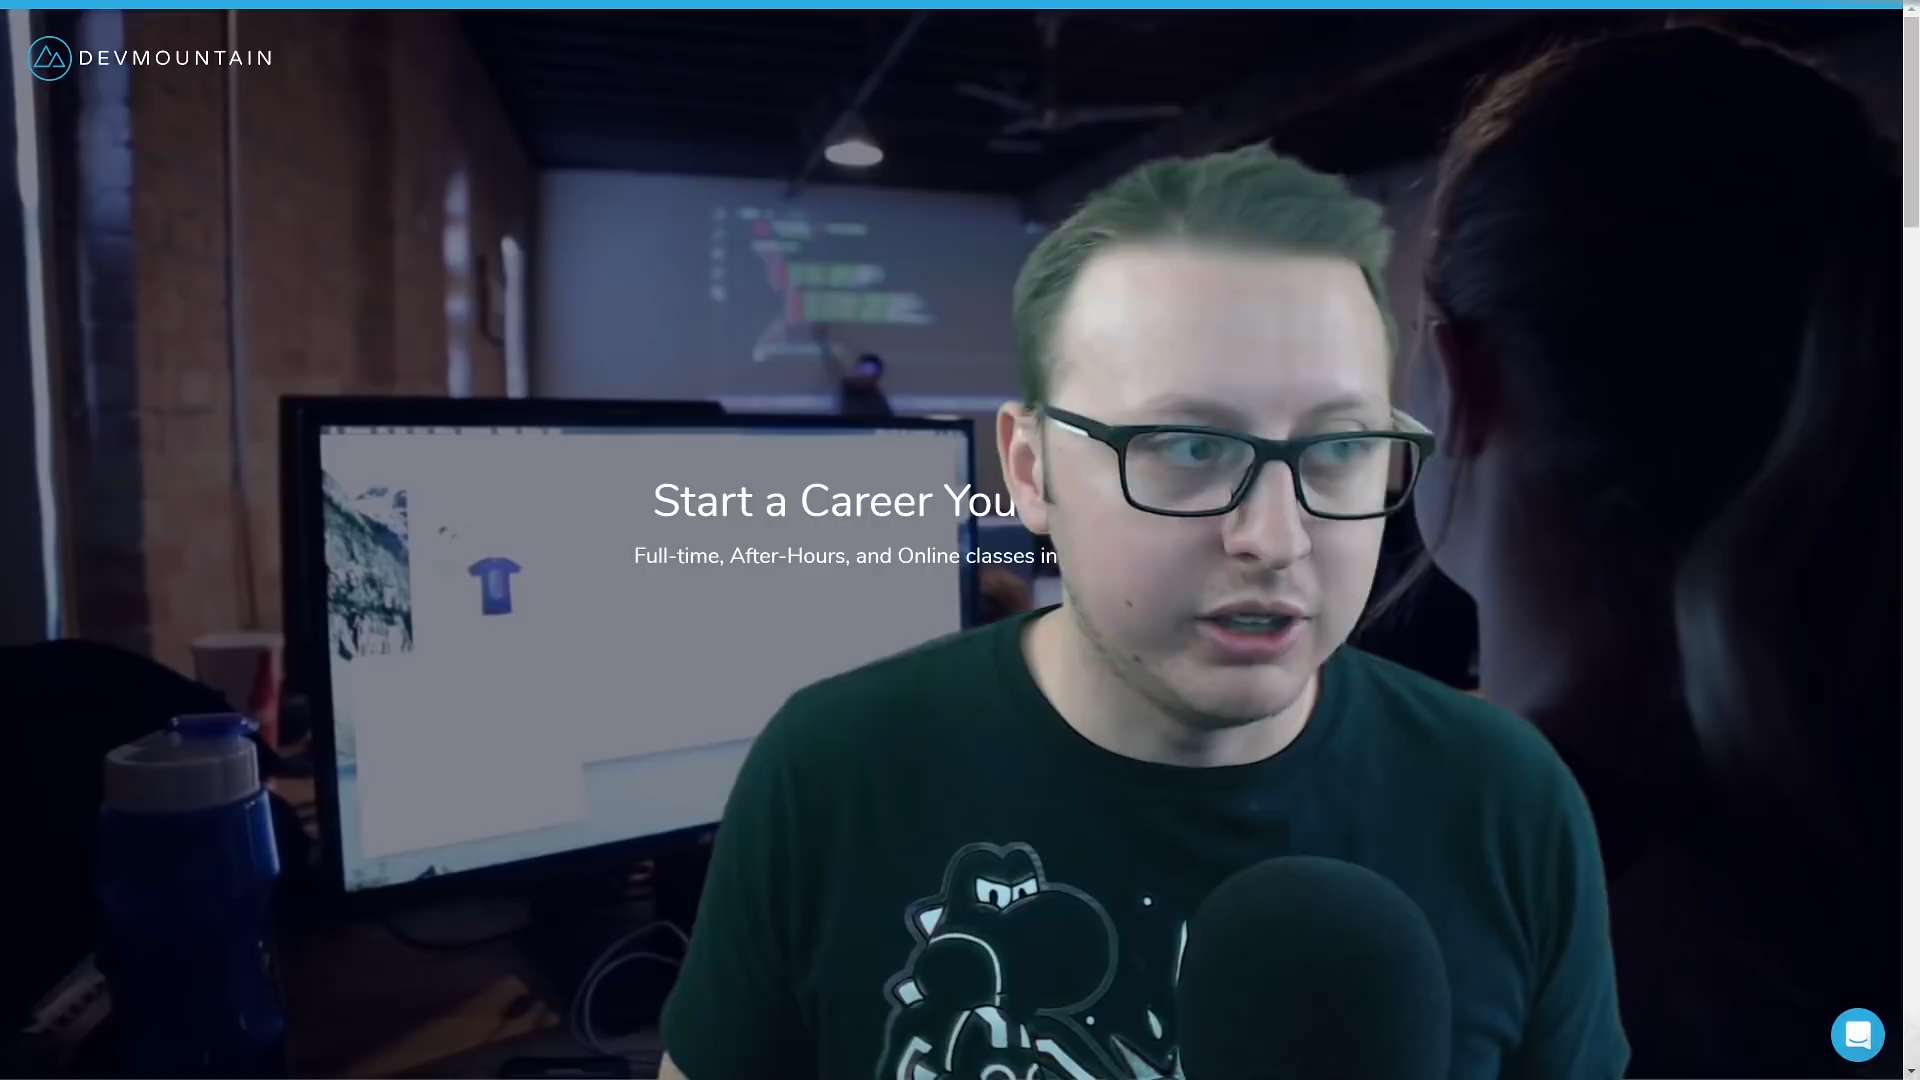 DEVMOUNTAIN
Start a Career You
Full-time, After-Hours, and Online classes in